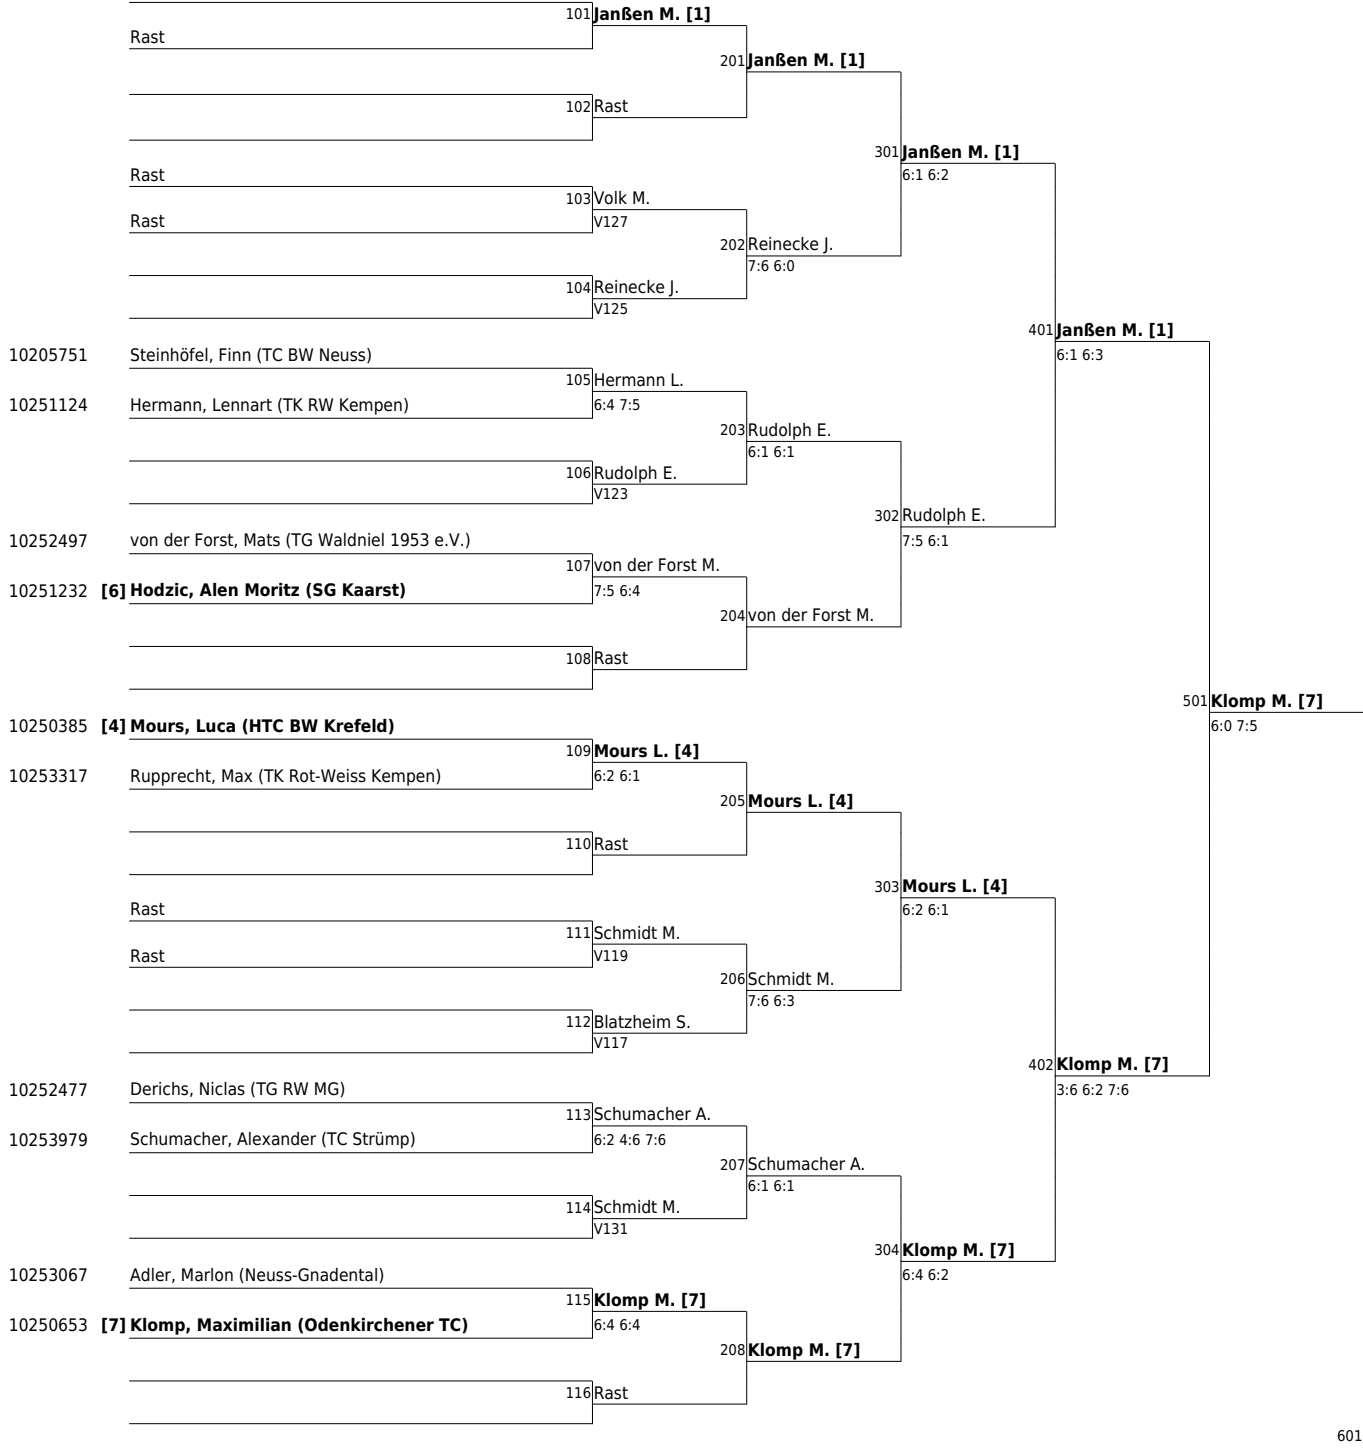 101 Janßen M. [1]
Rast
201 Janßen M. [1]
102 Rast
301 Janßen M. [1]
Rast
6:1 6:2
103 Volk M.
Rast
V127
202 Reinecke J.
7:6 6:0
104 Reinecke J.
V125
401 Janßen M. [1]
10205751 Steinhöfel, Finn (TC BW Neuss)
6:1 6:3
105 Hermann L.
10251124 Hermann, Lennart (TK RW Kempen)
6:4 7:5
203 Rudolph E.
6:1 6:1
106 Rudolph E.
V123
302 Rudolph E.
10252497 von der Forst, Mats (TG Waldniel 1953 e.V.)
7:5 6:1
107 von der Forst M.
10251232 [6] Hodzic, Alen Moritz (SG Kaarst)
7:5 6:4
204 von der Forst M.
108 Rast
501 Klomp M. [7]
10250385 [4] Mours, Luca (HTC BW Krefeld)
6:0 7:5
109 Mours L. [4]
10253317 Rupprecht, Max (TK Rot-Weiss Kempen)
6:2 6:1
205 Mours L. [4]
110 Rast
303 Mours L. [4]
Rast
6:2 6:1
111 Schmidt M.
Rast
V119
206 Schmidt M.
7:6 6:3
112 Blatzheim S.
V117
402 Klomp M. [7]
10252477 Derichs, Niclas (TG RW MG)
3:6 6:2 7:6
113 Schumacher A.
10253979 Schumacher, Alexander (TC Strümp)
6:2 4:6 7:6
207 Schumacher A.
6:1 6:1
114 Schmidt M.
V131
304 Klomp M. [7]
10253067 Adler, Marlon (Neuss-Gnadental)
6:4 6:2
115 Klomp M. [7]
10250653 [7] Klomp, Maximilian (Odenkirchener TC)
6:4 6:4
208 Klomp M. [7]
116 Rast
601